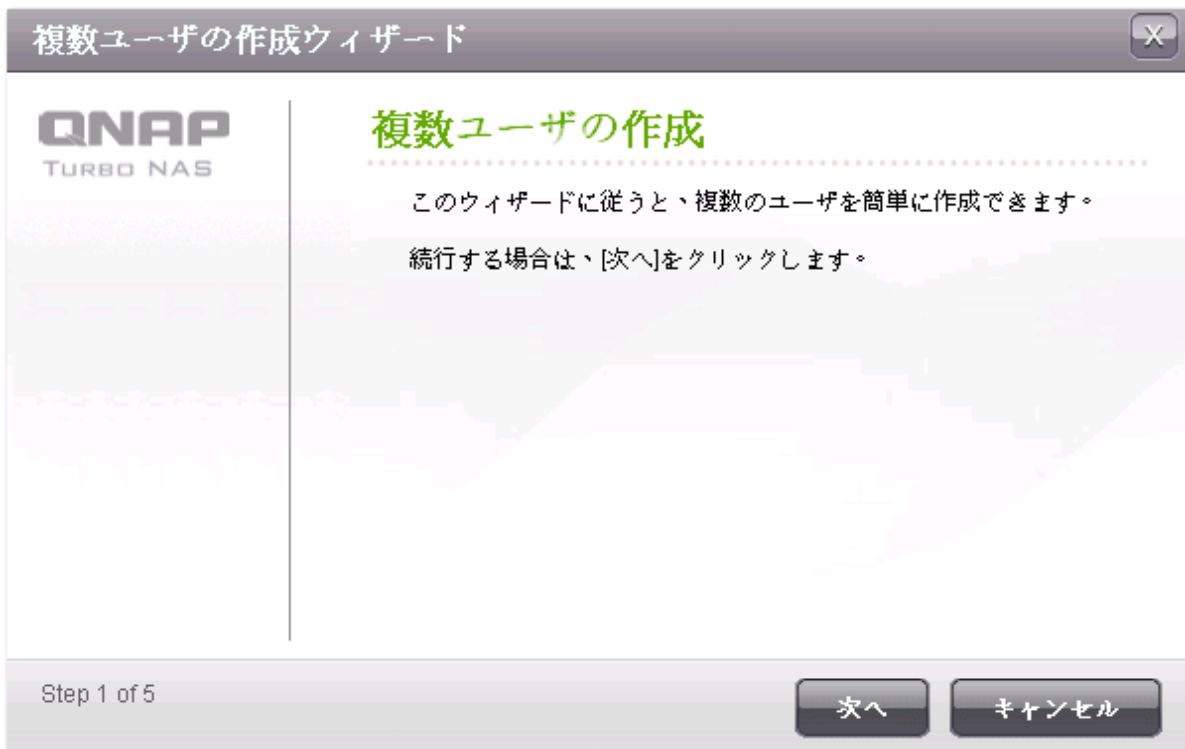 複数ユーザの作成ウィザード
X
QNAP
TURBO NAS
複数ユーザの作成
このウィザードに従うと、複数のユーザを簡単に作成できます。
続行する場合は、[次へ]をクリックします。
Step 1 of 5
次へ
キャンセル